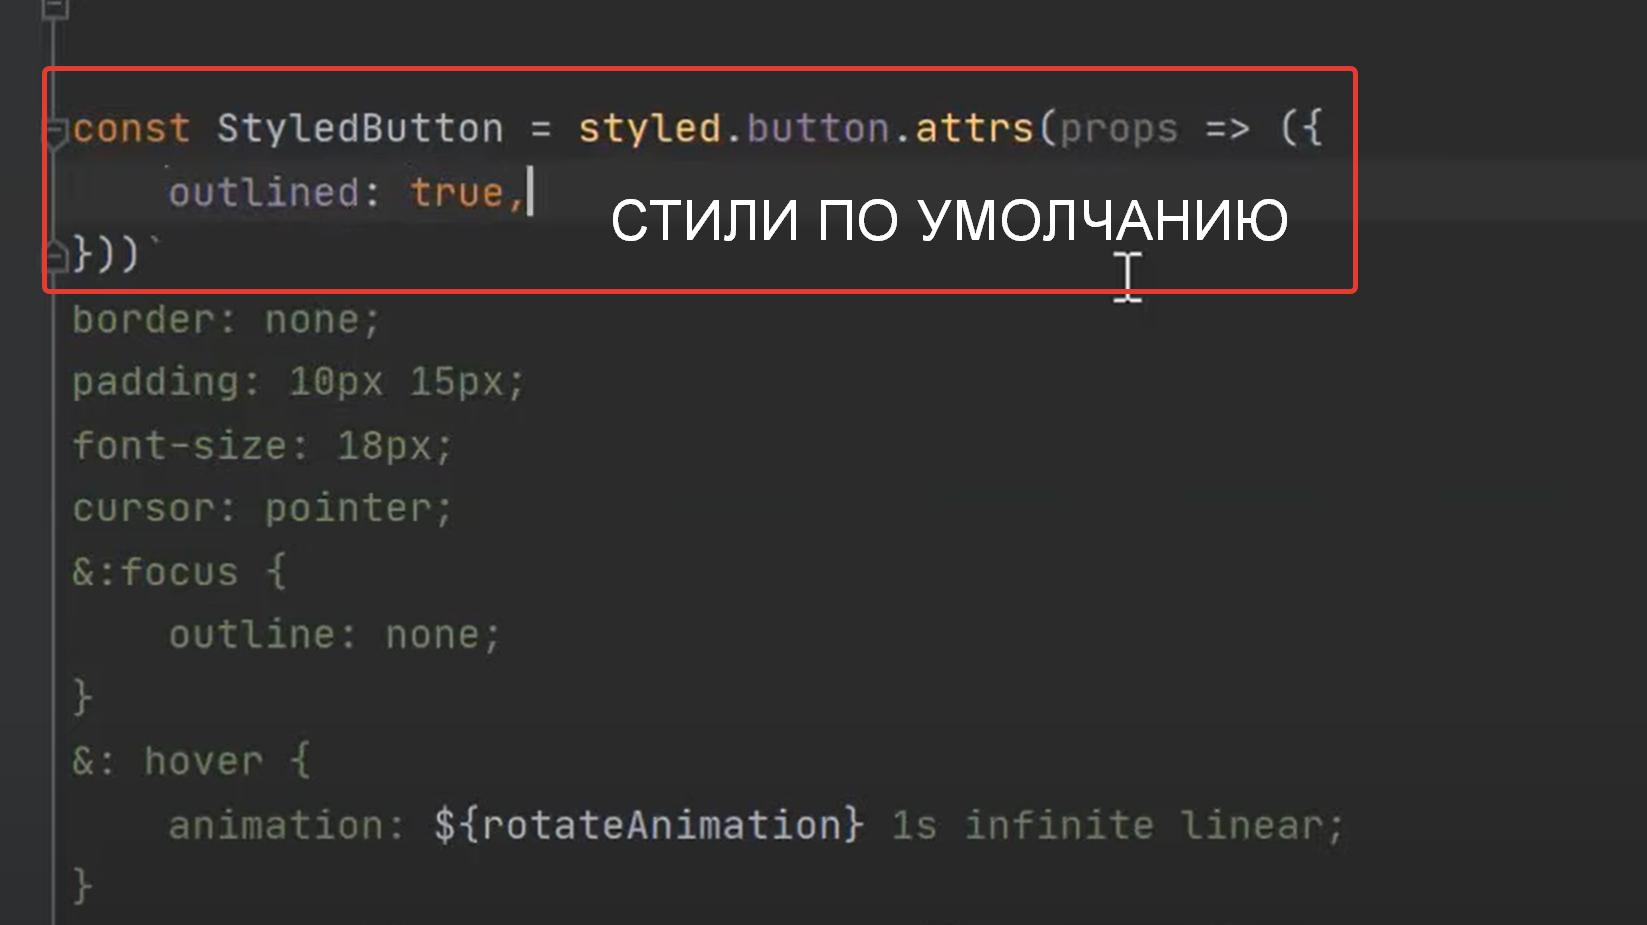 const StyledButton = styled.button.attrs(props => ({
    outlined: true,
СТИЛИ ПО УМОЛЧАНИЮ
}))`
border: none;
padding: 10px 15px;
font-size: 18px;
cursor: pointer;
&:focus {
    outline: none;
}
&: hover {
    animation: ${rotateAnimation} 1s infinite linear;
}